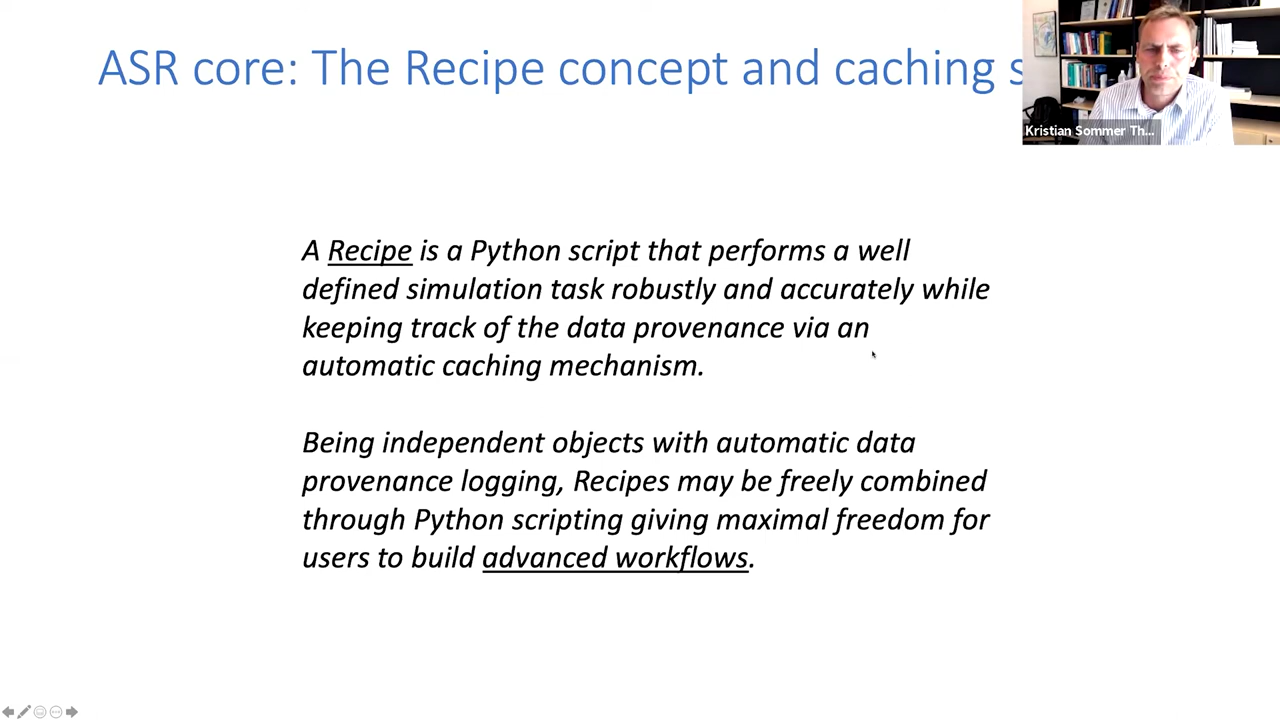 ASR core: The Recipe concept and caching
Kristian Sommer Th...
A Recipe is a Python script that performs a well
defined simulation task robustly and accurately while
keeping track of the data provenance via an
automatic caching mechanism.
Being independent objects with automatic data
provenance logging, Recipes may be freely combined
through Python scripting giving maximal freedom for
users to build advanced workflows.